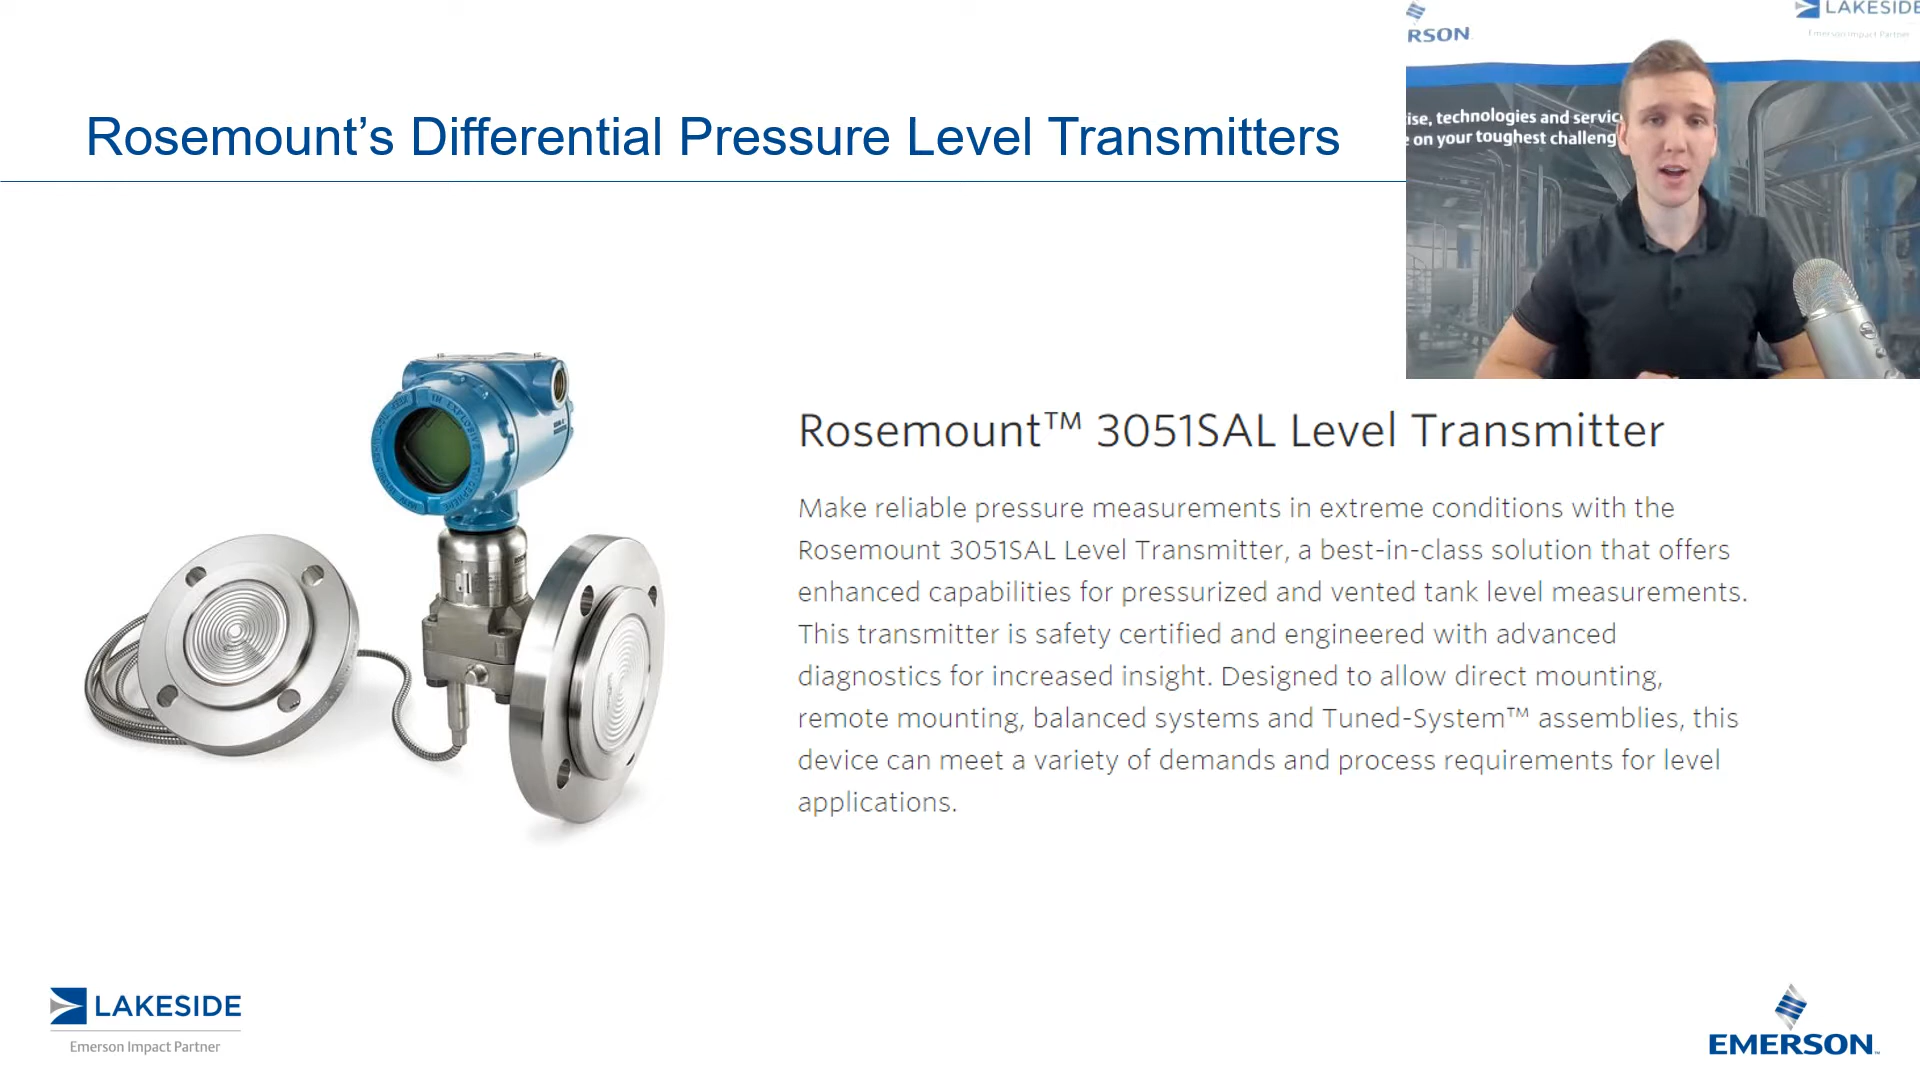 Rosemount’s Differential Pressure Level Transmitters
RSON
LAKESIDE
Emerson Impact Partner
ise, technologies and servic
e on your toughest challeng
Rosemount™ 3051SAL Level Transmitter
Make reliable pressure measurements in extreme conditions with the
Rosemount 3051SAL Level Transmitter, a best-in-class solution that offers
enhanced capabilities for pressurized and vented tank level measurements.
This transmitter is safety certified and engineered with advanced
diagnostics for increased insight. Designed to allow direct mounting,
remote mounting, balanced systems and Tuned-System™ assemblies, this
device can meet a variety of demands and process requirements for level
applications.
LAKESIDE
Emerson Impact Partner
EMERSON™